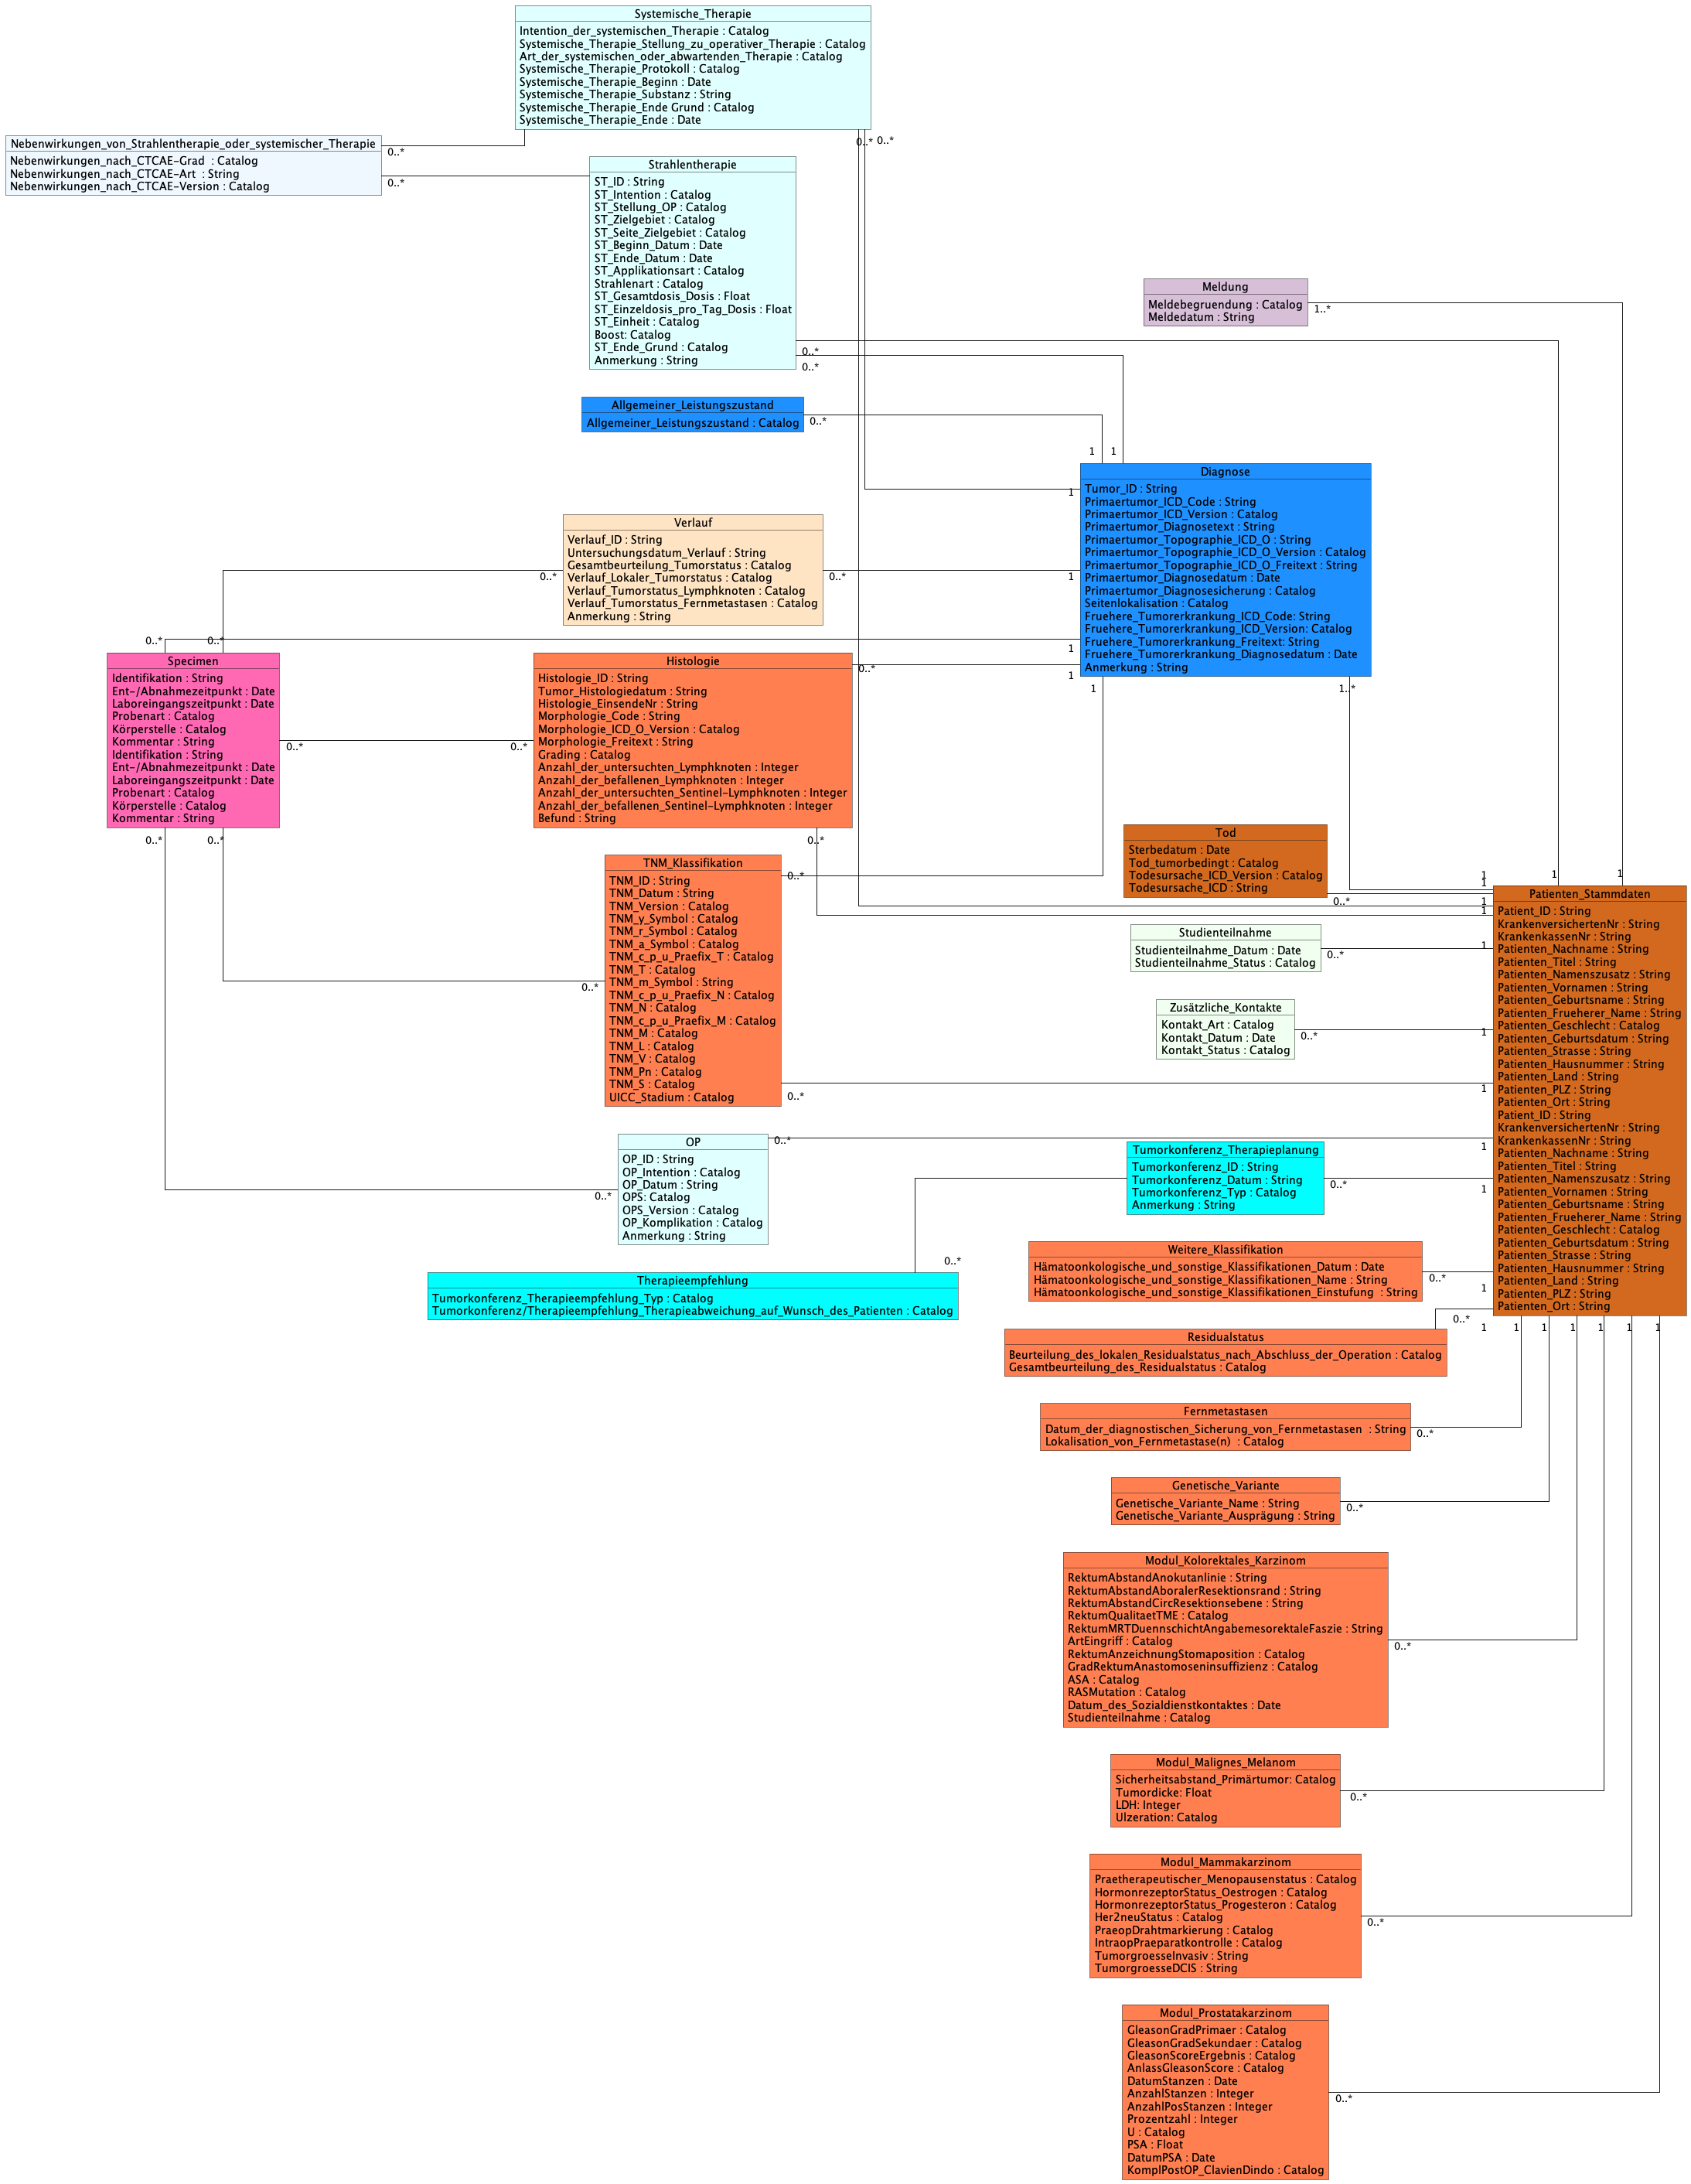 Systemische_Therapie
Intention_der_systemischen_Therapie : Catalog
Systemische_Therapie_Stellung_zu_operativer_Therapie : Catalog
Art_der_systemischen_oder_abwartenden_Therapie : Catalog
Systemische_Therapie_Protokoll : Catalog
Systemische_Therapie_Beginn : Date
Systemische_Therapie_Substanz : String
Systemische_Therapie_Ende Grund : Catalog
Systemische_Therapie_Ende : Date
0..* 0..*
Nebenwirkungen_von_Strahlentherapie_oder_systemischer_Therapie
Nebenwirkungen_nach_CTCAE-Grad : Catalog
Nebenwirkungen_nach_CTCAE-Art : String
Nebenwirkungen_nach_CTCAE-Version : Catalog
0..*
0..*
Strahlentherapie
ST_ID : String
ST_Intention : Catalog
ST_Stellung_OP : Catalog
ST_Zielgebiet : Catalog
ST_Seite_Zielgebiet : Catalog
ST_Beginn_Datum : Date
ST_Ende_Datum : Date
ST_Applikationsart : Catalog
Strahlenart : Catalog
ST_Gesamtdosis_Dosis : Float
ST_Einzeldosis_pro_Tag_Dosis : Float
ST_Einheit : Catalog
Boost: Catalog
ST_Ende_Grund : Catalog
Anmerkung : String
0..*
0..*
Meldung
Meldebegruendung : Catalog
Meldedatum : String
1..*
Allgemeiner_Leistungszustand
Allgemeiner_Leistungszustand : Catalog
0..*
1 1
Diagnose
Tumor_ID : String
Primaertumor_ICD_Code : String
Primaertumor_ICD_Version : Catalog
Primaertumor_Diagnosetext : String
Primaertumor_Topographie_ICD_O : String
Primaertumor_Topographie_ICD_O_Version : Catalog
Primaertumor_Topographie_ICD_O_Freitext : String
Primaertumor_Diagnosedatum : Date
Primaertumor_Diagnosesicherung : Catalog
Seitenlokalisation : Catalog
Fruehere_Tumorerkrankung_ICD_Code: String
Fruehere_Tumorerkrankung_ICD_Version: Catalog
Fruehere_Tumorerkrankung_Freitext: String
Fruehere_Tumorerkrankung_Diagnosedatum : Date
Anmerkung : String
1
1
1
1
1
1..*
Verlauf
Verlauf_ID : String
Untersuchungsdatum_Verlauf : String
Gesamtbeurteilung_Tumorstatus : Catalog
Verlauf_Lokaler_Tumorstatus : Catalog
Verlauf_Tumorstatus_Lymphknoten : Catalog
Verlauf_Tumorstatus_Fernmetastasen : Catalog
Anmerkung : String
0..*
0..*
0..* 0..*
Specimen
Identifikation : String
Ent-/Abnahmezeitpunkt : Date
Laboreingangszeitpunkt : Date
Probenart : Catalog
Körperstelle : Catalog
Kommentar : String
Identifikation : String
Ent-/Abnahmezeitpunkt : Date
Laboreingangszeitpunkt : Date
Probenart : Catalog
Körperstelle : Catalog
Kommentar : String
0..*
0..* 0..*
Histologie
Histologie_ID : String
Tumor_Histologiedatum : String
Histologie_EinsendeNr : String
Morphologie_Code : String
Morphologie_ICD_O_Version : Catalog
Morphologie_Freitext : String
Grading : Catalog
Anzahl_der_untersuchten_Lymphknoten : Integer
Anzahl_der_befallenen_Lymphknoten : Integer
Anzahl_der_untersuchten_Sentinel-Lymphknoten : Integer
Anzahl_der_befallenen_Sentinel-Lymphknoten : Integer
Befund : String
0..*
0..*
0..*
TNM_Klassifikation
TNM_ID : String
TNM_Datum : String
TNM_Version : Catalog
TNM_y_Symbol : Catalog
TNM_r_Symbol : Catalog
TNM_a_Symbol : Catalog
TNM_c_p_u_Praefix_T : Catalog
TNM_T : Catalog
TNM_m_Symbol : String
TNM_c_p_u_Praefix_N : Catalog
TNM_N : Catalog
TNM_c_p_u_Praefix_M : Catalog
TNM_M : Catalog
TNM_L : Catalog
TNM_V : Catalog
TNM_Pn : Catalog
TNM_S : Catalog
UICC_Stadium : Catalog
0..*
0..*
0..*
Tod
Sterbedatum : Date
Tod_tumorbedingt : Catalog
Todesursache_ICD_Version : Catalog
Todesursache_ICD : String
0..*
Studienteilnahme
Studienteilnahme_Datum : Date
Studienteilnahme_Status : Catalog
0..*
Zusätzliche_Kontakte
Kontakt_Art : Catalog
Kontakt_Datum : Date
Kontakt_Status : Catalog
0..*
1 1 1
1
1
1
1
1
1
1
1
1
Patienten_Stammdaten
Patient_ID : String
KrankenversichertenNr : String
KrankenkassenNr : String
Patienten_Nachname : String
Patienten_Titel : String
Patienten_Namenszusatz : String
Patienten_Vornamen : String
Patienten_Geburtsname : String
Patienten_Frueherer_Name : String
Patienten_Geschlecht : Catalog
Patienten_Geburtsdatum : String
Patienten_Strasse : String
Patienten_Hausnummer : String
Patienten_Land : String
Patienten_PLZ : String
Patienten_Ort : String
Patient_ID : String
KrankenversichertenNr : String
KrankenkassenNr : String
Patienten_Nachname : String
Patienten_Titel : String
Patienten_Namenszusatz : String
Patienten_Vornamen : String
Patienten_Geburtsname : String
Patienten_Frueherer_Name : String
Patienten_Geschlecht : Catalog
Patienten_Geburtsdatum : String
Patienten_Strasse : String
Patienten_Hausnummer : String
Patienten_Land : String
Patienten_PLZ : String
Patienten_Ort : String
1 1 1 1 1 1 1
OP
OP_ID : String
OP_Intention : Catalog
OP_Datum : String
OPS: Catalog
OPS_Version : Catalog
OP_Komplikation : Catalog
Anmerkung : String
0..*
0..*
Tumorkonferenz_Therapieplanung
Tumorkonferenz_ID : String
Tumorkonferenz_Datum : String
Tumorkonferenz_Typ : Catalog
Anmerkung : String
0..*
0..*
Therapieempfehlung
Tumorkonferenz_Therapieempfehlung_Typ : Catalog
Tumorkonferenz/Therapieempfehlung_Therapieabweichung_auf_Wunsch_des_Patienten : Catalog
Weitere_Klassifikation
Hämatoonkologische_und_sonstige_Klassifikationen_Datum : Date
Hämatoonkologische_und_sonstige_Klassifikationen_Name : String
Hämatoonkologische_und_sonstige_Klassifikationen_Einstufung : String
0..*
0..*
Residualstatus
Beurteilung_des_lokalen_Residualstatus_nach_Abschluss_der_Operation : Catalog
Gesamtbeurteilung_des_Residualstatus : Catalog
Fernmetastasen
Datum_der_diagnostischen_Sicherung_von_Fernmetastasen : String
Lokalisation_von_Fernmetastase(n) : Catalog
0..*
Genetische_Variante
Genetische_Variante_Name : String
Genetische_Variante_Ausprägung : String
0..*
Modul_Kolorektales_Karzinom
RektumAbstandAnokutanlinie : String
RektumAbstandAboralerResektionsrand : String
RektumAbstandCircResektionsebene : String
RektumQualitaetTME : Catalog
RektumMRTDuennschichtAngabemesorektaleFaszie : String
ArtEingriff : Catalog
RektumAnzeichnungStomaposition : Catalog
GradRektumAnastomoseninsuffizienz : Catalog
ASA : Catalog
RASMutation : Catalog
Datum_des_Sozialdienstkontaktes : Date
Studienteilnahme : Catalog
0..*
Modul_Malignes_Melanom
Sicherheitsabstand_Primärtumor: Catalog
Tumordicke: Float
LDH: Integer
Ulzeration: Catalog
0..*
Modul_Mammakarzinom
Praetherapeutischer_Menopausenstatus : Catalog
HormonrezeptorStatus_Oestrogen : Catalog
HormonrezeptorStatus_Progesteron : Catalog
Her2neuStatus : Catalog
PraeopDrahtmarkierung : Catalog
IntraopPraeparatkontrolle : Catalog
TumorgroesseInvasiv : String
TumorgroesseDCIS : String
0..*
Modul_Prostatakarzinom
GleasonGradPrimaer : Catalog
GleasonGradSekundaer : Catalog
GleasonScoreErgebnis : Catalog
AnlassGleasonScore : Catalog
DatumStanzen : Date
AnzahlStanzen : Integer
AnzahlPosStanzen : Integer
Prozentzahl : Integer
U : Catalog
PSA : Float
DatumPSA : Date
KomplPostOP_ClavienDindo : Catalog
0..*